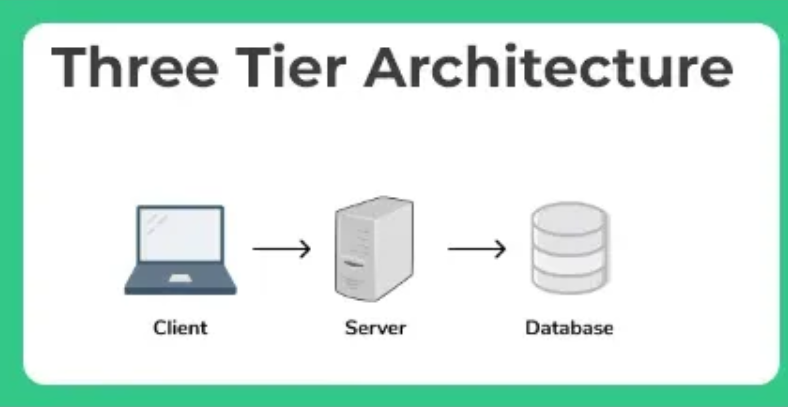 Three Tier Architecture
Client
Server
Database